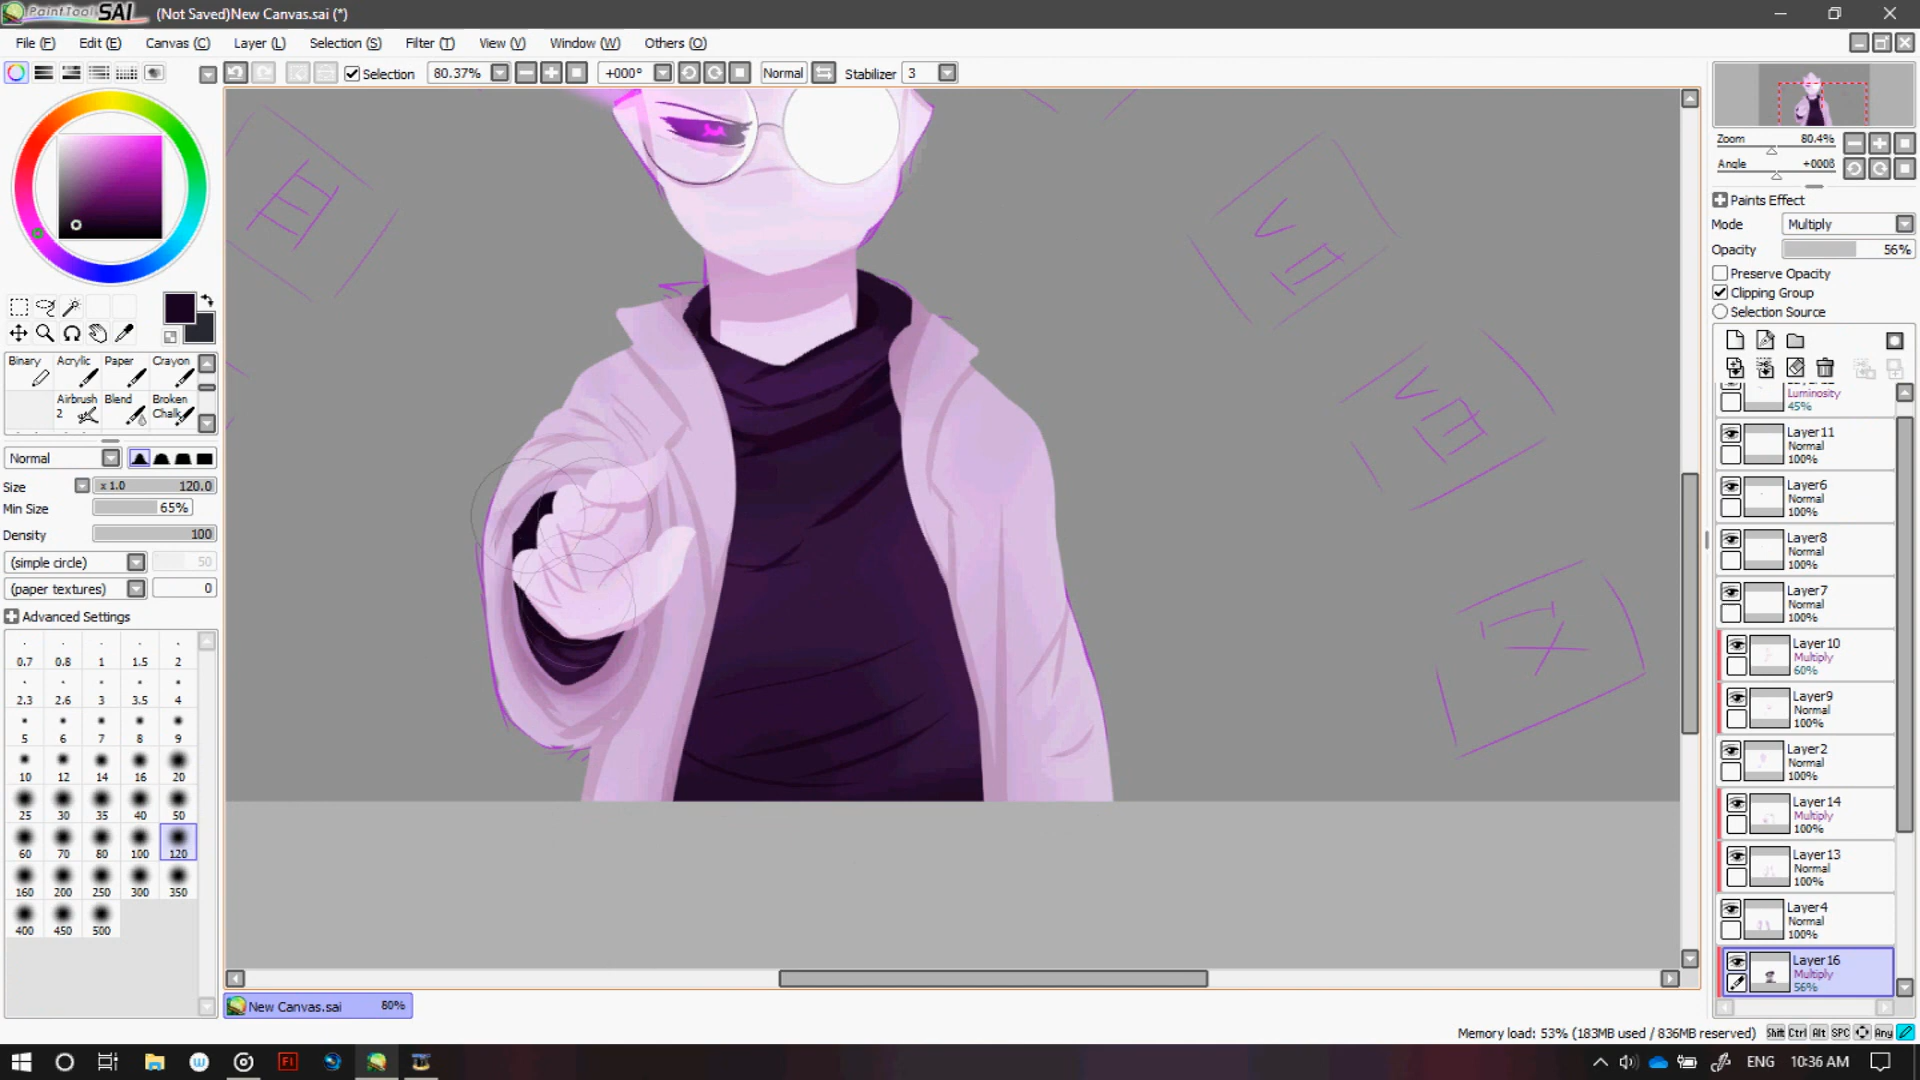 PaintTool SAI (Not Saved)New Canvas.sai (*)
File (F) Edit (E) Canvas (C) Layer (L) Selection (S) Filter (T) View (V) Window (W) Others (O)
Selection 80.37% +000° Normal Stabilizer 3
Zoom 80.4%
Angle +000ß
Paints Effect
Mode Multiply
Opacity 56%
Preserve Opacity
Clipping Group
Selection Source
Binary Acrylic Paper Crayon
Airbrush 2 Blend Broken Chalk
Normal
Size x 1.0 120.0
Min Size 65%
Density 100
(simple circle) 50
(paper textures) 0
Advanced Settings
0.7 0.8 1 1.5 2
2.3 2.6 3 3.5 4
5 6 7 8 9
10 12 14 16 20
25 30 35 40 50
60 70 80 100 120
160 200 250 300 350
400 450 500
III
VII
VIII
IX
Luminosity
45%
Layer11
Normal
100%
Layer6
Normal
100%
Layer8
Normal
100%
Layer7
Normal
100%
Layer10
Multiply
60%
Layer9
Normal
100%
Layer2
Normal
100%
Layer14
Multiply
100%
Layer13
Normal
100%
Layer4
Normal
100%
Layer16
Multiply
56%
New Canvas.sai 80%
Memory load: 53% (183MB used / 836MB reserved) Shift Ctrl Alt SPC Any
ENG 10:36 AM